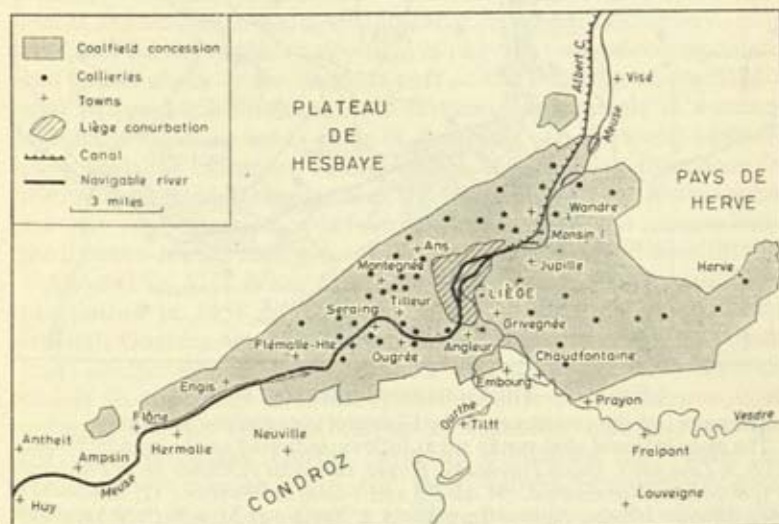 Coalfield concession
Collieries
Towns
Liège conurbation
Canal
Navigable river
3 miles
PLATEAU
DE
HESBAYE
Albert C.
Visé
Meuse
PAYS DE
HERVE
Wandre
Monsin I.
Ans
Montegnée
Jupille
Herve
LIÈGE
Seraing
Tilleur
Grivegnée
Flémalle-Hte
Ougrée
Angleur
Chaudfontaine
Engis
Embourg
Prayon
Flône
Ourthe
Tilff
Vesdre
Antheit
Hermalle
Neuville
Fraipont
Ampsin
Meuse
CONDROZ
Huy
Louveigne